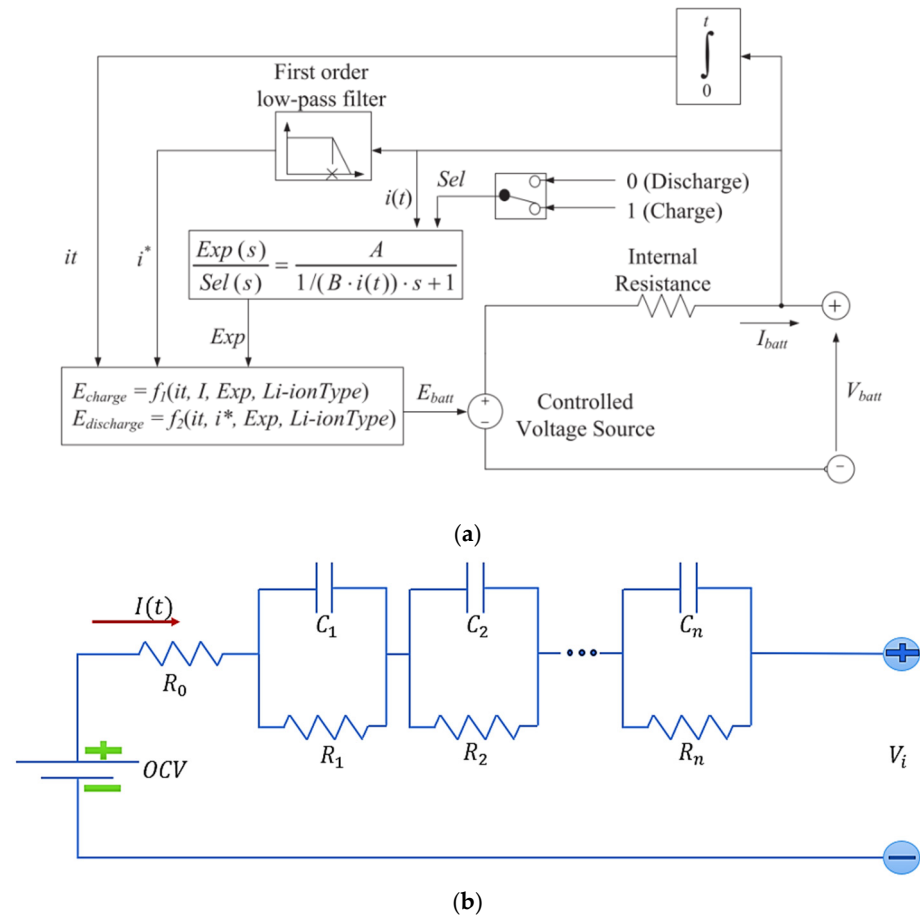 t
∫
0
First order
low-pass filter
Sel
0 (Discharge)
1 (Charge)
i(t)
it
i*
Exp (s) / Sel (s) = A / 1/(B · i(t)) · s + 1
Internal
Resistance
Exp
I_batt
E_charge = f_1(it, I, Exp, Li-ionType)
E_discharge = f_2(it, i*, Exp, Li-ionType)
E_batt
+
−
Controlled
Voltage Source
+
V_batt
−
(a)
I(t)
C_1
C_2
C_n
R_0
+
R_1
R_2
R_n
OCV
V_i
+
−
−
(b)